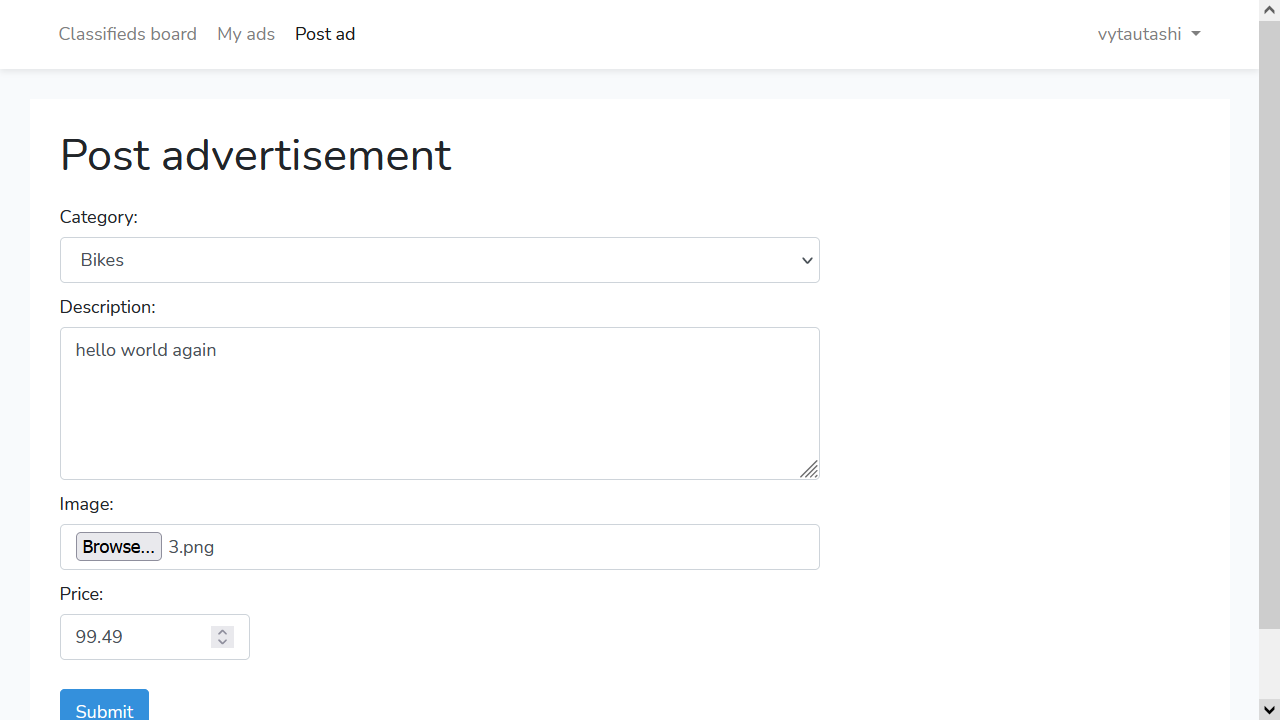 Classifieds board My ads Post ad vytautashi
Post advertisement
Category:
Bikes
Description:
hello world again
Image:
Browse... 3.png
Price:
99.49
Submit